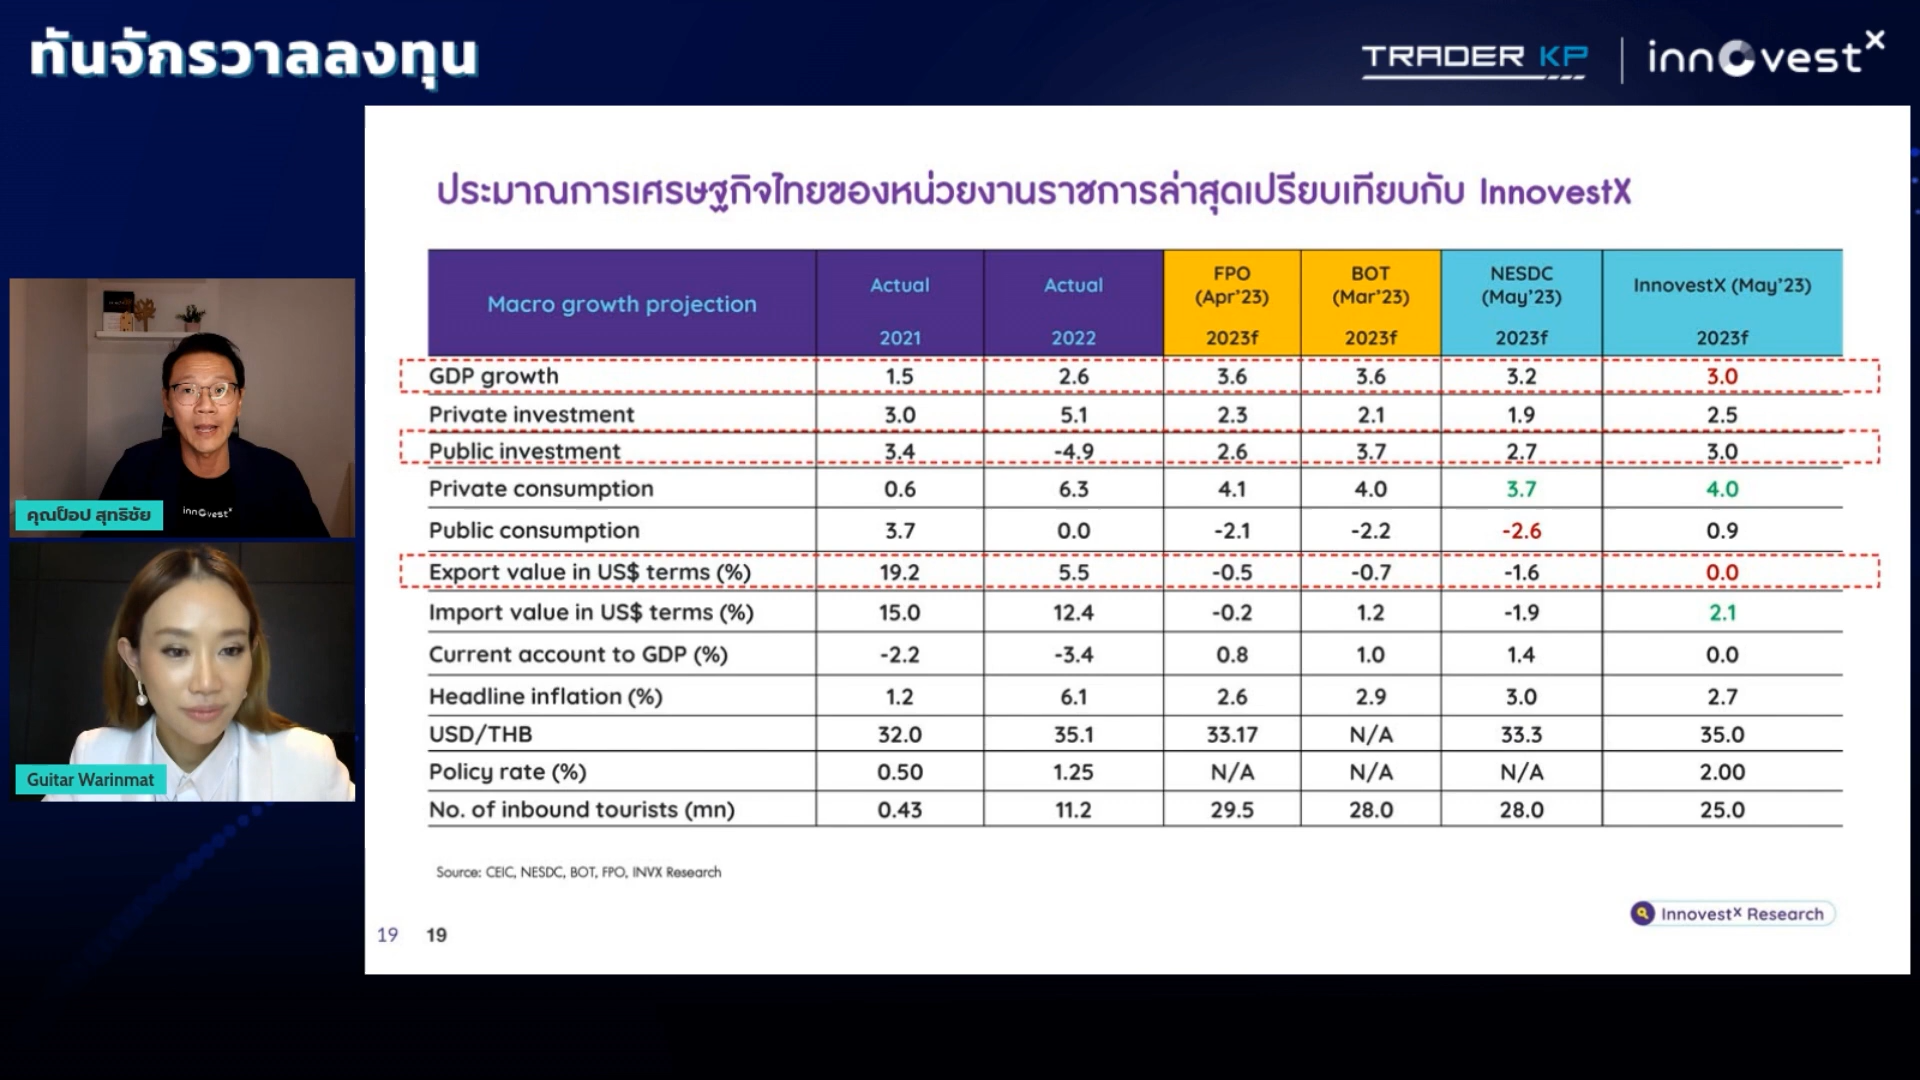 ทันจักรวาลลงทุน
TRADER KP
innovestX
ประมาณการเศรษฐกิจไทยของหน่วยงานราชการล่าสุดเปรียบเทียบกับ InnovestX
Macro growth projection Actual 2021 Actual 2022 FPO (Apr'23) 2023f BOT (Mar'23) 2023f NESDC (May'23) 2023f InnovestX (May'23) 2023f
GDP growth 1.5 2.6 3.6 3.6 3.2 3.0
Private investment 3.0 5.1 2.3 2.1 1.9 2.5
Public investment 3.4 -4.9 2.6 3.7 2.7 3.0
Private consumption 0.6 6.3 4.1 4.0 3.7 4.0
Public consumption 3.7 0.0 -2.1 -2.2 -2.6 0.9
Export value in US$ terms (%) 19.2 5.5 -0.5 -0.7 -1.6 0.0
Import value in US$ terms (%) 15.0 12.4 -0.2 1.2 -1.9 2.1
Current account to GDP (%) -2.2 -3.4 0.8 1.0 1.4 0.0
Headline inflation (%) 1.2 6.1 2.6 2.9 3.0 2.7
USD/THB 32.0 35.1 33.17 N/A 33.3 35.0
Policy rate (%) 0.50 1.25 N/A N/A N/A 2.00
No. of inbound tourists (mn) 0.43 11.2 29.5 28.0 28.0 25.0
Source: CEIC, NESDC, BOT, FPO, INVX Research
InnovestX Research
19 19
innovestX
คุณป็อป สุทธิชัย
Guitar Warinmat